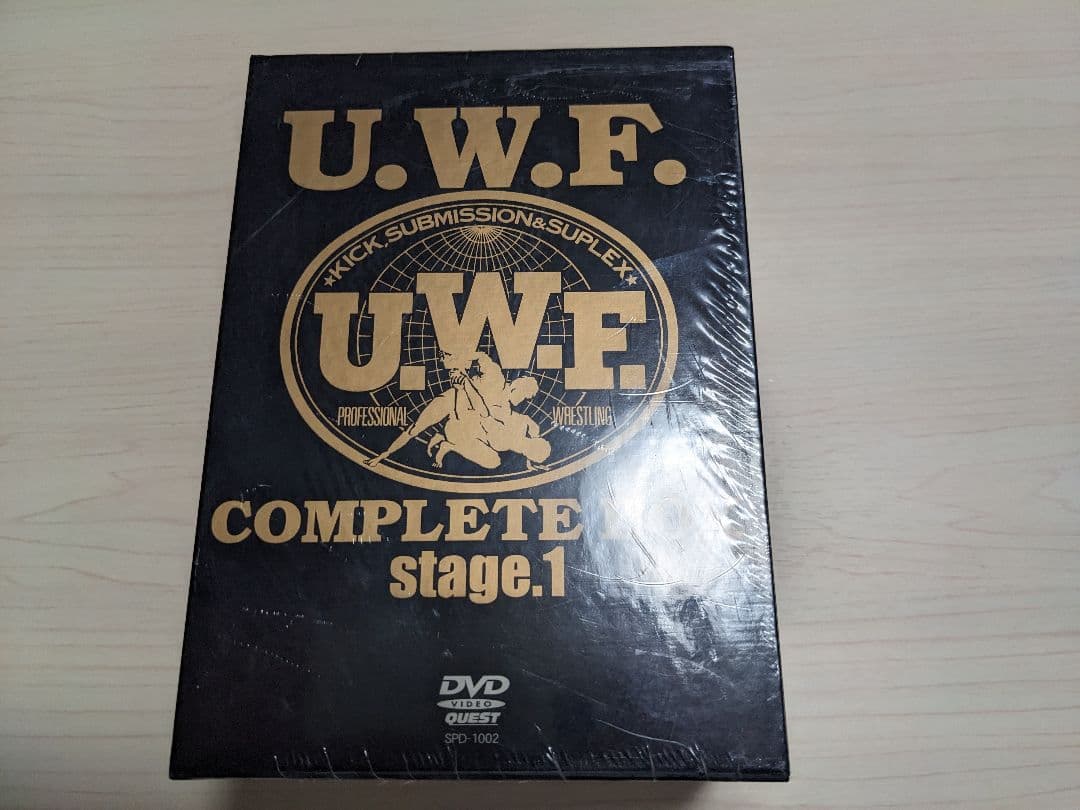 U.W.F.
★KICK, SUBMISSION & SUPLEX★
U.W.F.
PROFESSIONAL WRESTLING
COMPLETE
stage.1
DVD
VIDEO
QUEST
SPD-1002